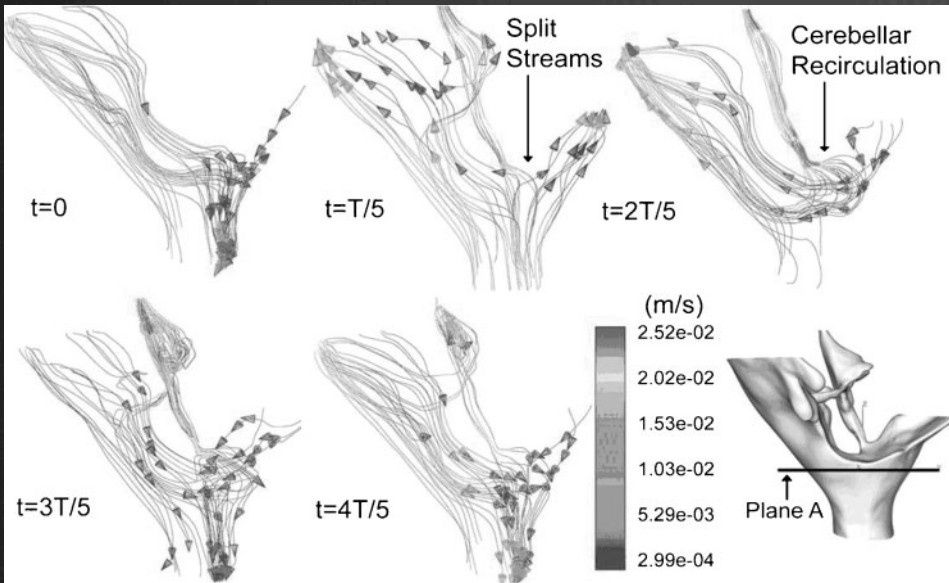 Split
Streams
Cerebellar
Recirculation
t=0
t=T/5
t=2T/5
(m/s)
2.52e-02
2.02e-02
1.53e-02
1.03e-02
5.29e-03
2.99e-04
t=3T/5
t=4T/5
Plane A